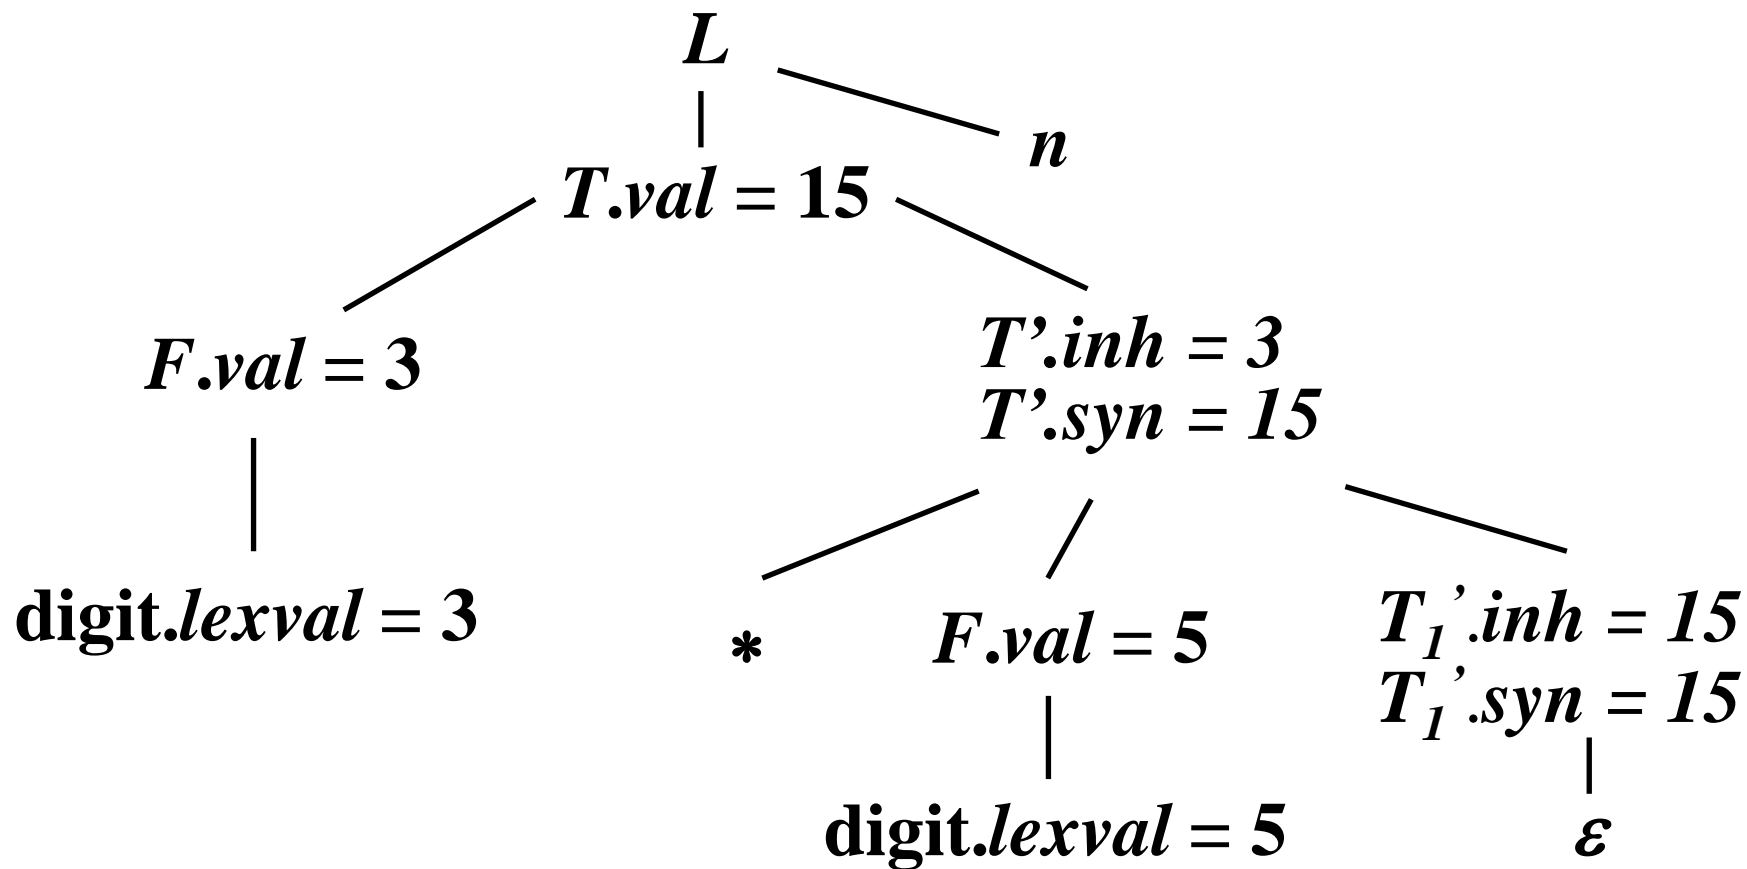 L
n
T.val = 15
F.val = 3
T’.inh = 3
T’.syn = 15
digit.lexval = 3
*
F.val = 5
T₁’.inh = 15
T₁’.syn = 15
digit.lexval = 5
ε